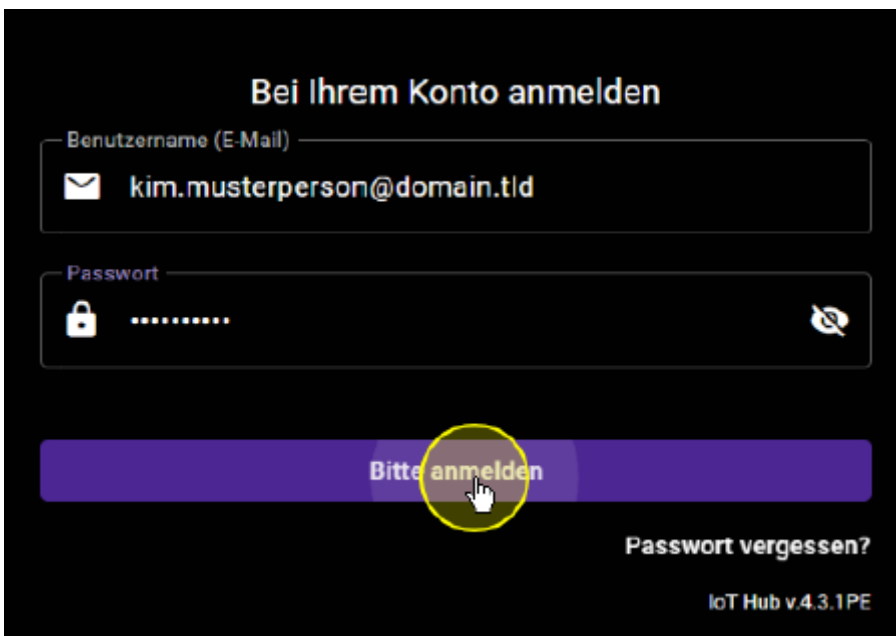 Bei Ihrem Konto anmelden
Benutzername (E-Mail)
kim.musterperson@domain.tld
Passwort
••••••••••
Bitte anmelden
Passwort vergessen?
IoT Hub v.4.3.1PE